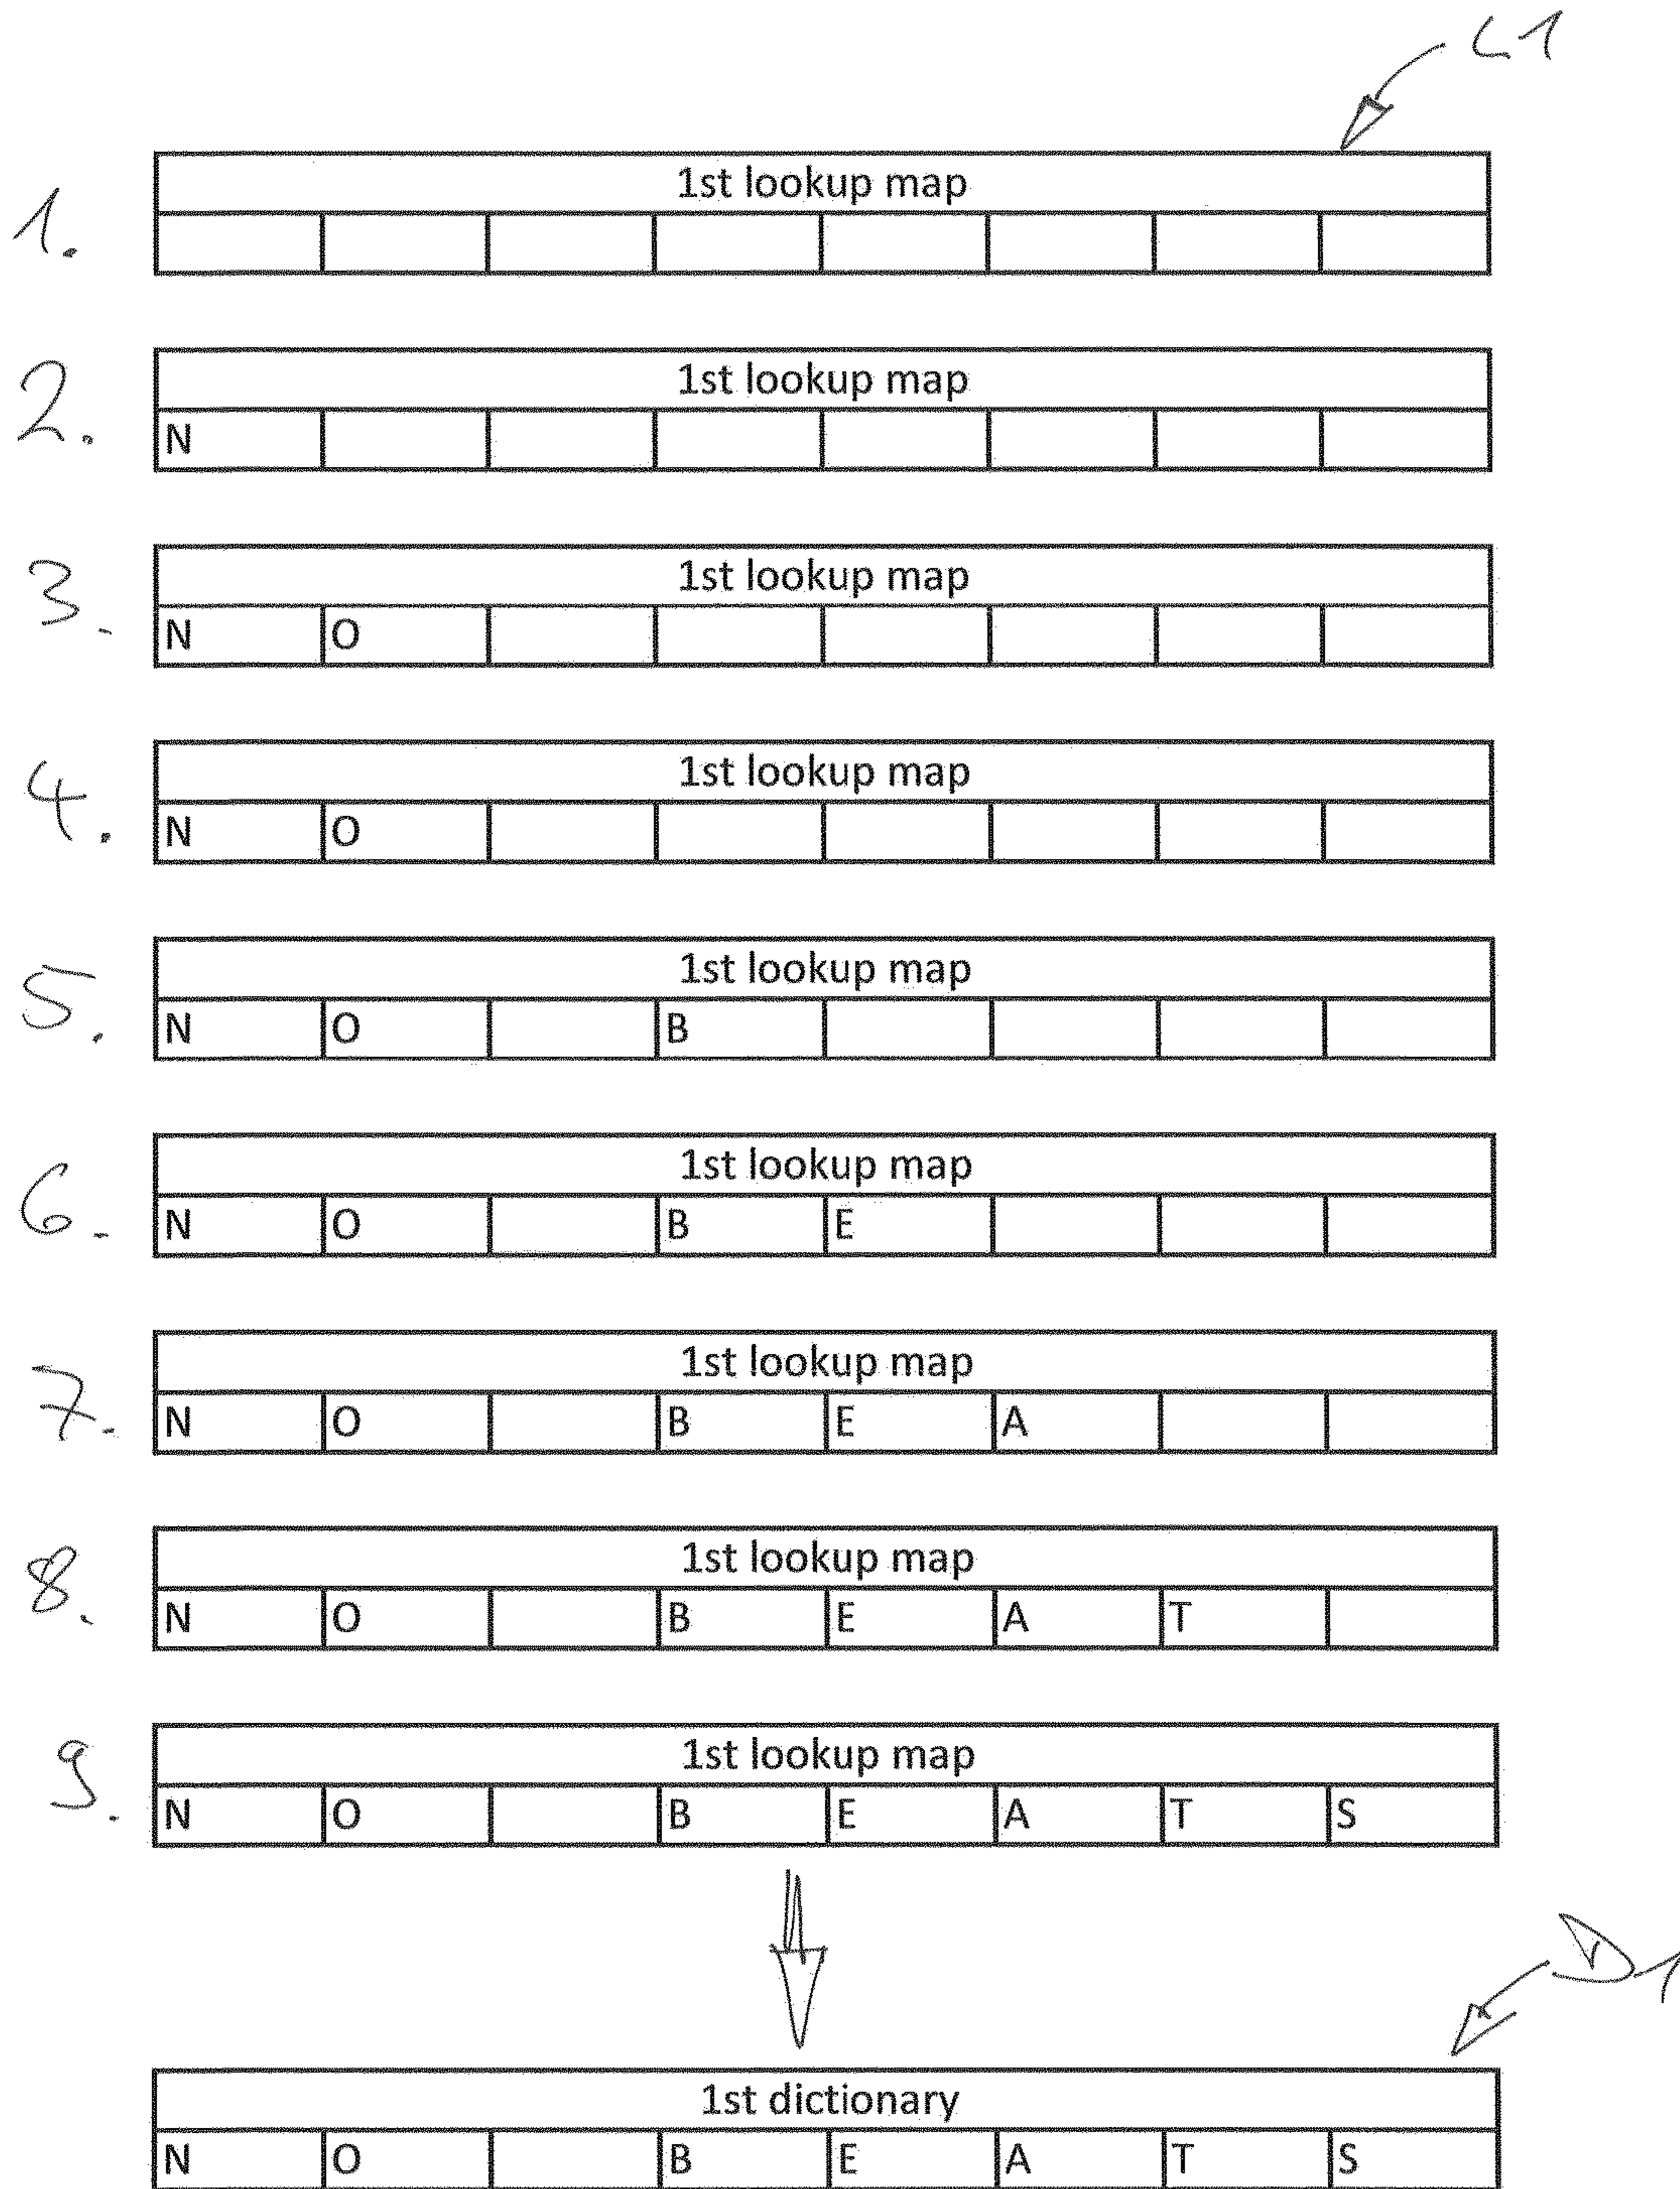 L1
1st lookup map
1.
1st lookup map
2. N
1st lookup map
3. N O
1st lookup map
4. N O
1st lookup map
5. N O B
1st lookup map
6. N O B E
1st lookup map
7. N O B E A
1st lookup map
8. N O B E A T
1st lookup map
9. N O B E A T S
D1
1st dictionary
N O B E A T S